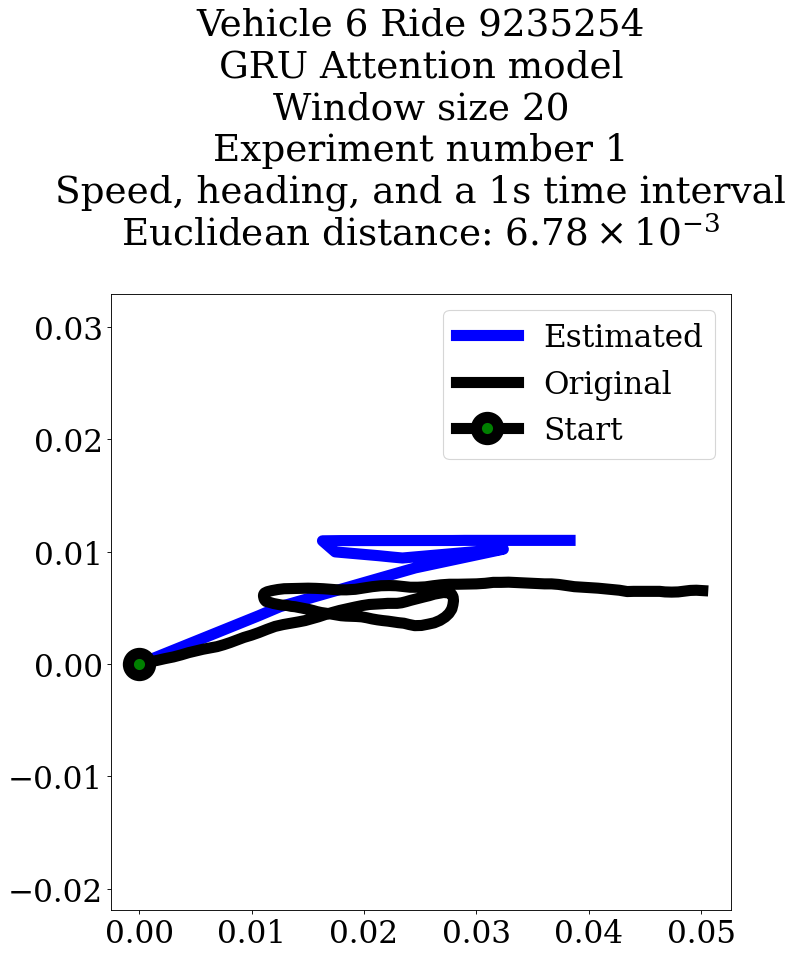 Vehicle 6 Ride 9235254
GRU Attention model
Window size 20
Experiment number 1
Speed, heading, and a 1s time interval
Euclidean distance: 6.78 × 10⁻³
Estimated
Original
Start
0.03
0.02
0.01
0.00
−0.01
−0.02
0.00 0.01 0.02 0.03 0.04 0.05